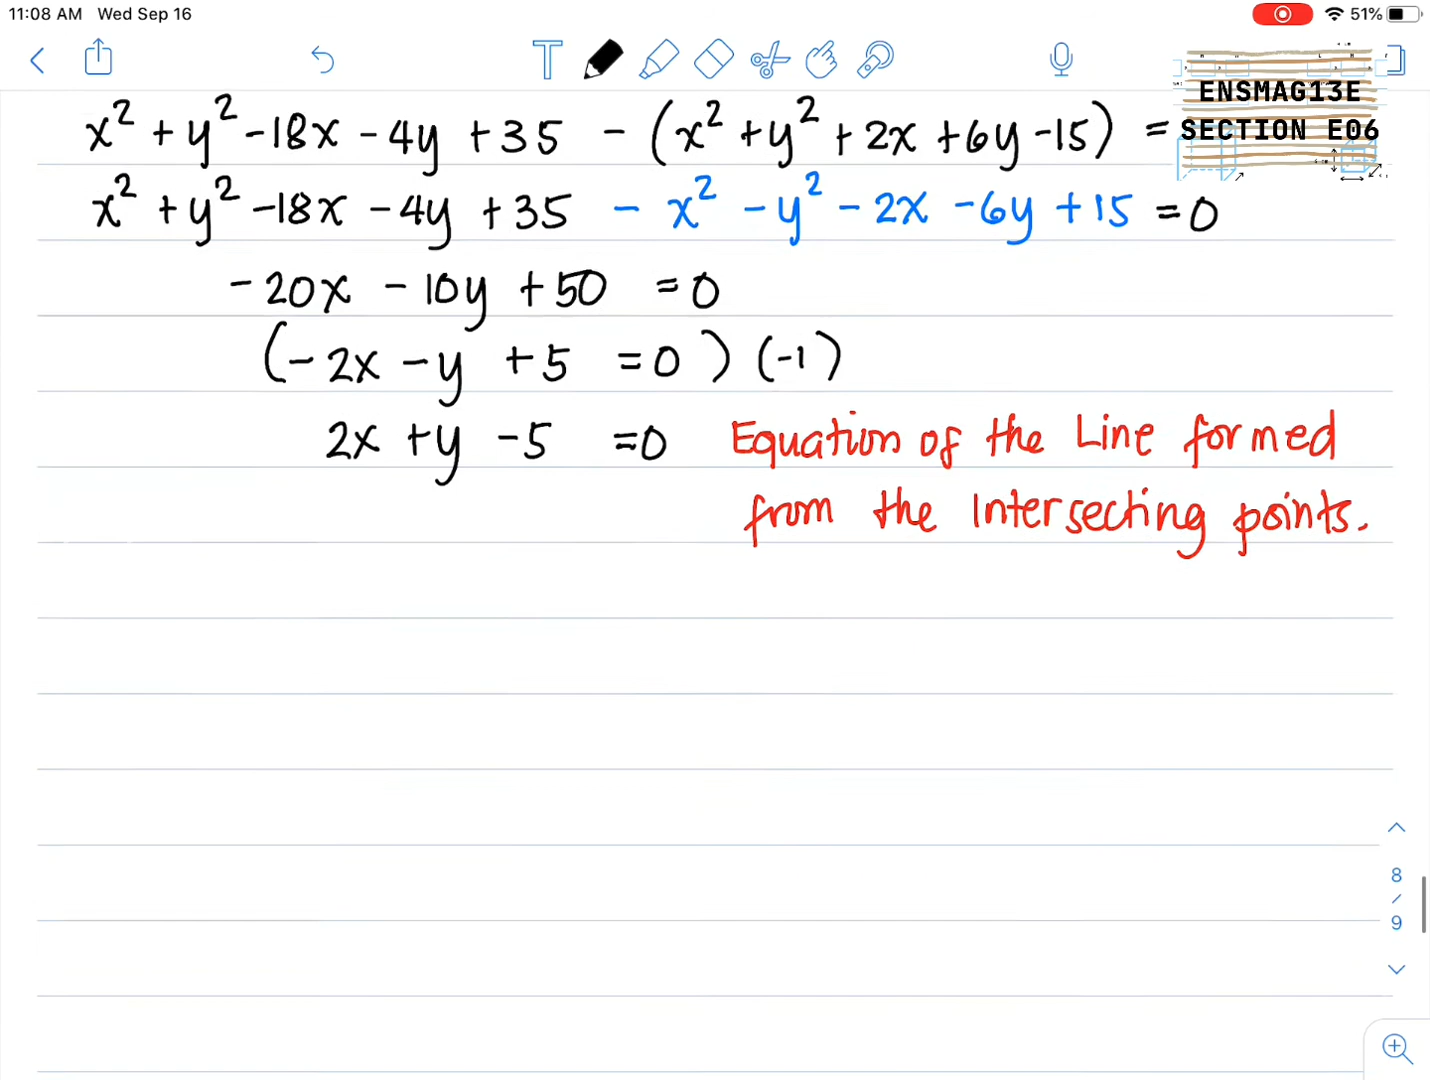 11:08 AM Wed Sep 16
51%
ENSMAG13E
SECTION E06
x² + y² - 18x - 4y + 35 - (x² + y² + 2x + 6y - 15) =
x² + y² - 18x - 4y + 35 - x² - y² - 2x - 6y + 15 = 0
- 20x - 10y + 50 = 0
(- 2x - y + 5 = 0) (-1)
2x + y - 5 = 0 Equation of the Line formed
from the Intersecting points.
8
/
9